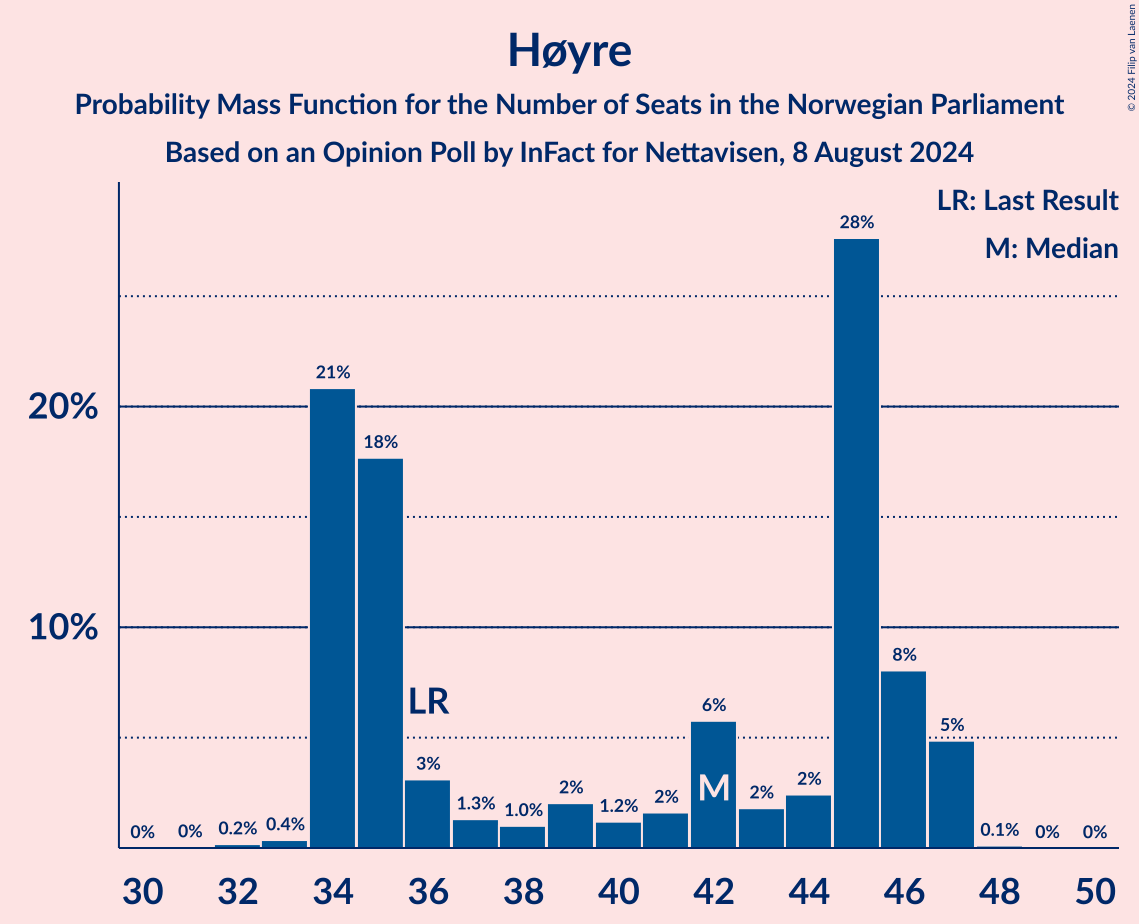 Høyre
Probability Mass Function for the Number of Seats in the Norwegian Parliament
Based on an Opinion Poll by InFact for Nettavisen, 8 August 2024
© 2024 Filip van Laenen
LR: Last Result
M: Median
28%
21%
20%
18%
10%
8%
LR
6%
5%
3%
M
2%
2%
2%
2%
1.3%
1.0%
1.2%
0%
0%
0.2%
0.4%
0.1%
0%
0%
30 32 34 36 38 40 42 44 46 48 50